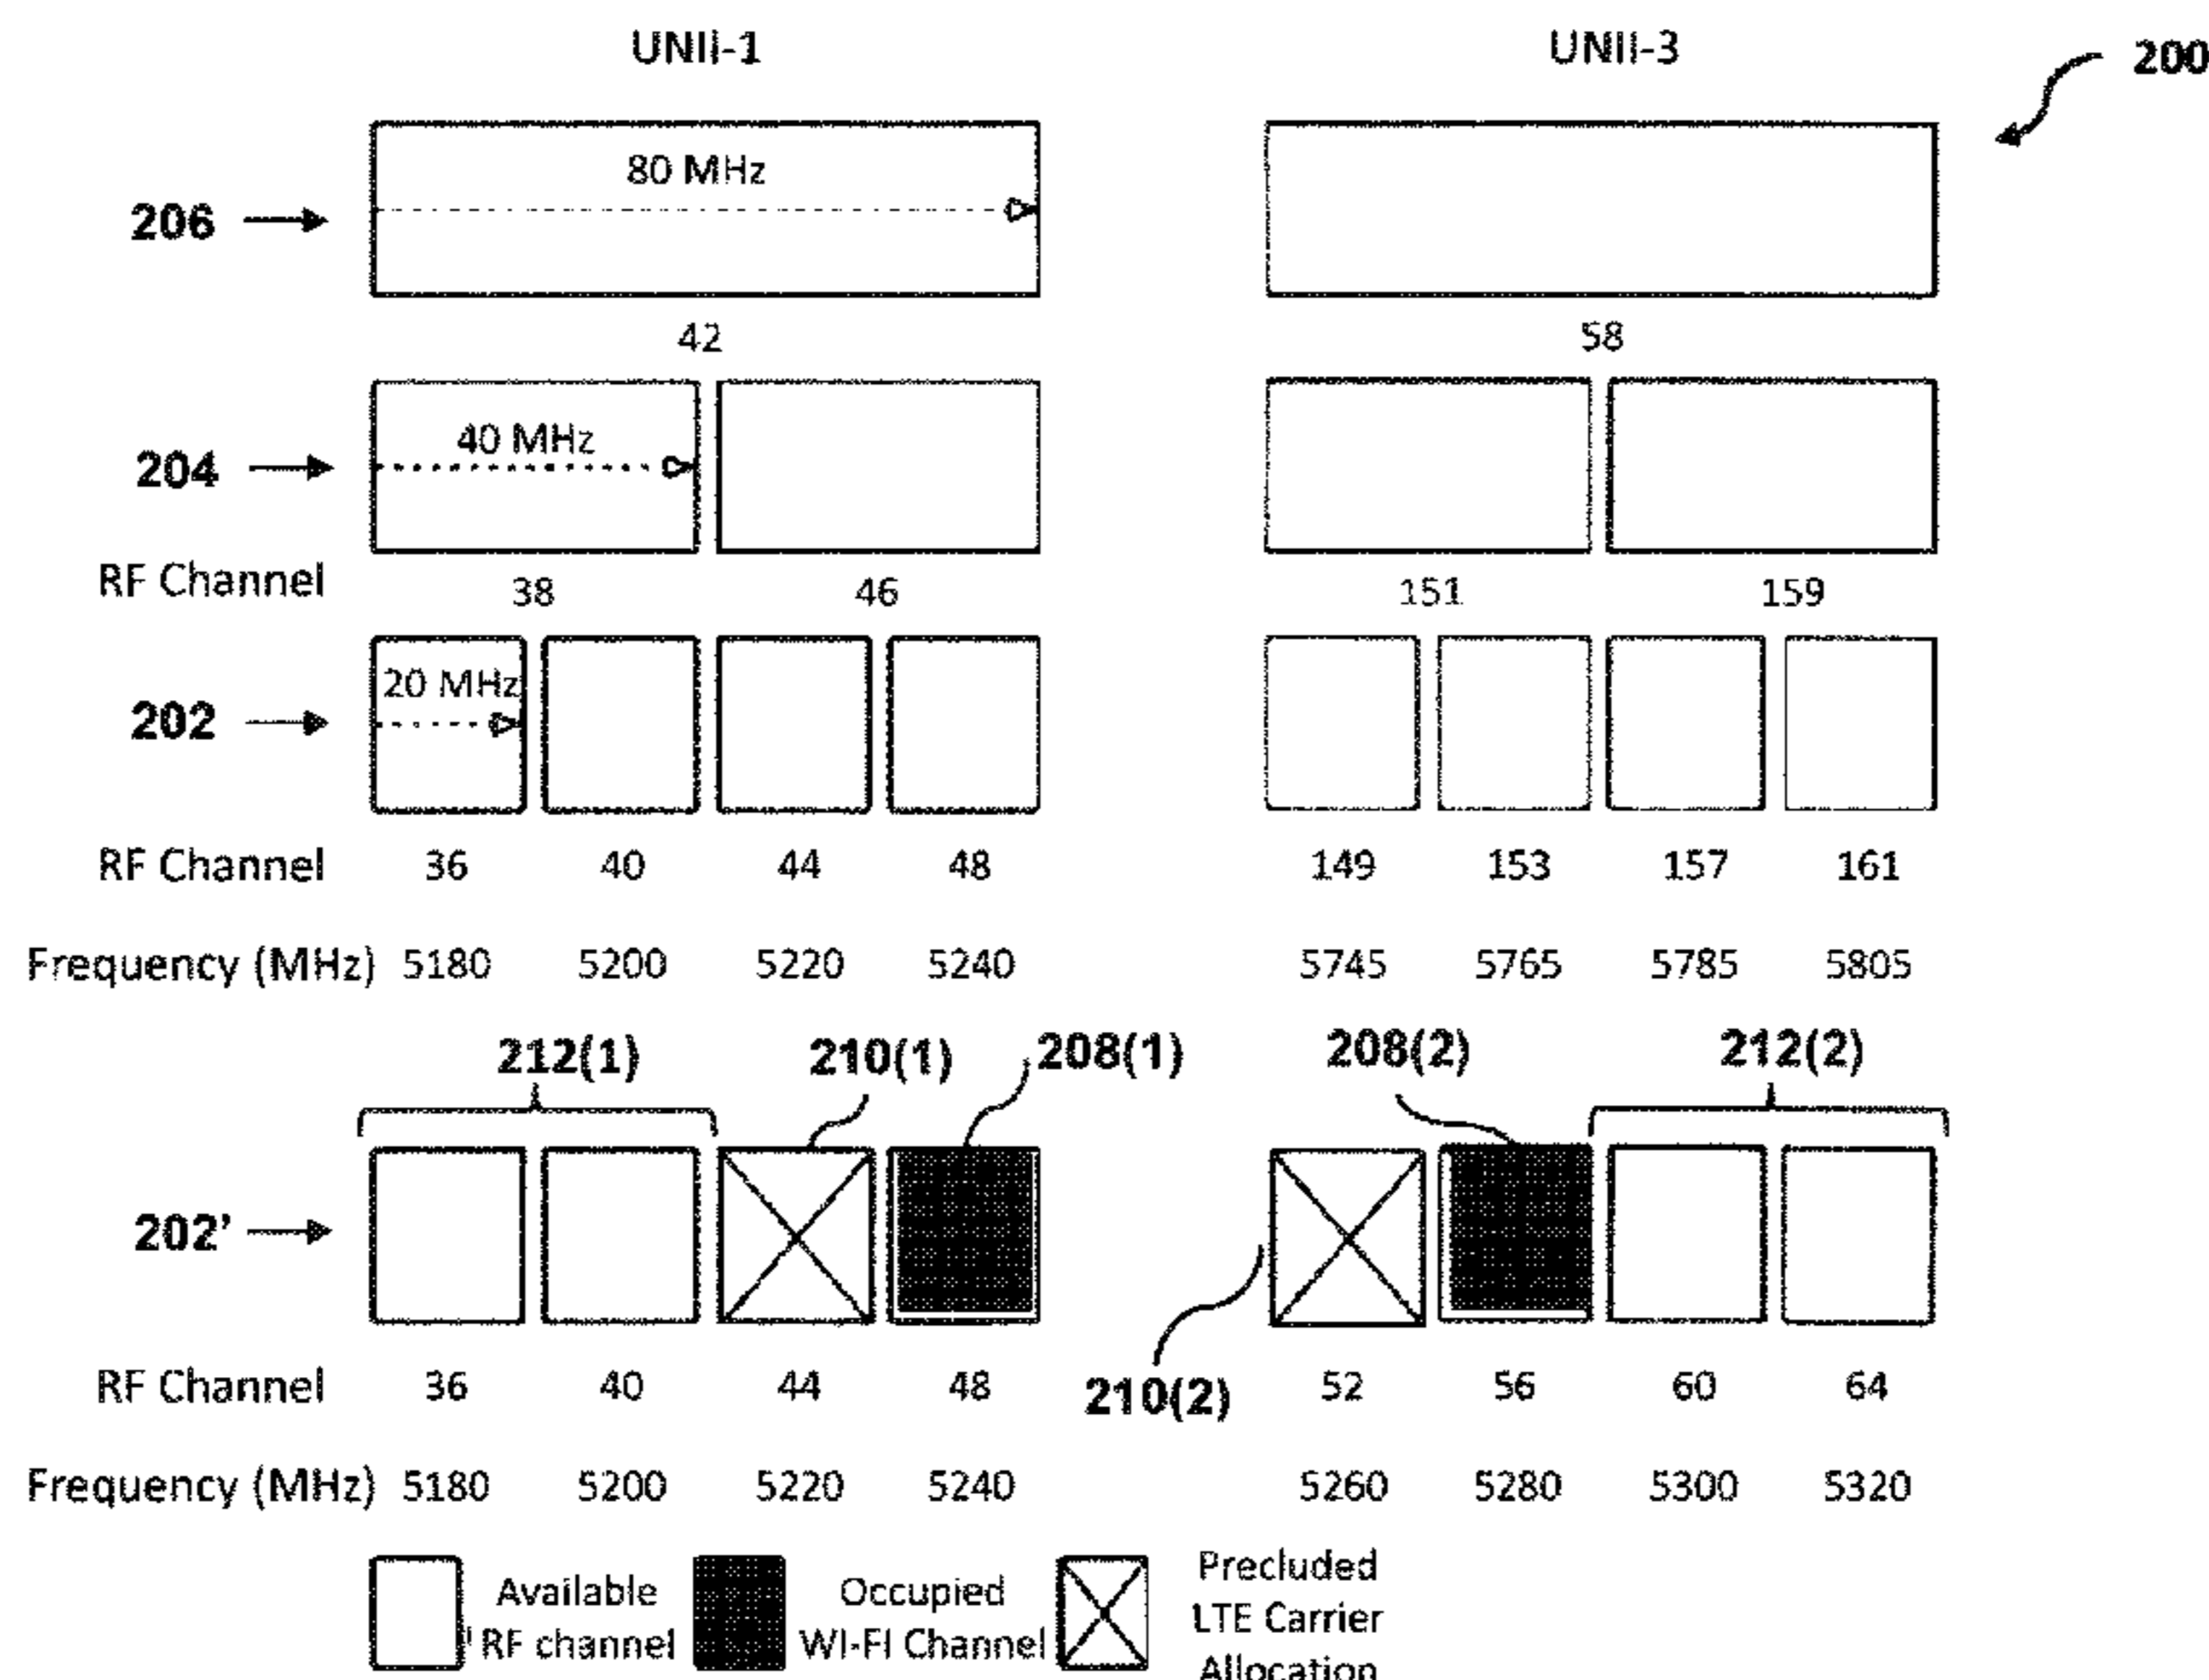 UNII-1 UNII-3 200
80 MHz
206
42 58
40 MHz
204
RF Channel 38 46 151 159
20 MHz
202
RF Channel 36 40 44 48 149 153 157 161
Frequency (MHz) 5180 5200 5220 5240 5745 5765 5785 5805
212(1) 210(1) 208(1) 208(2) 212(2)
202'
RF Channel 36 40 44 48 210(2) 52 56 60 64
Frequency (MHz) 5180 5200 5220 5240 5260 5280 5300 5320
Available
RF channel
Occupied
WI-FI Channel
Precluded
LTE Carrier
Allocation